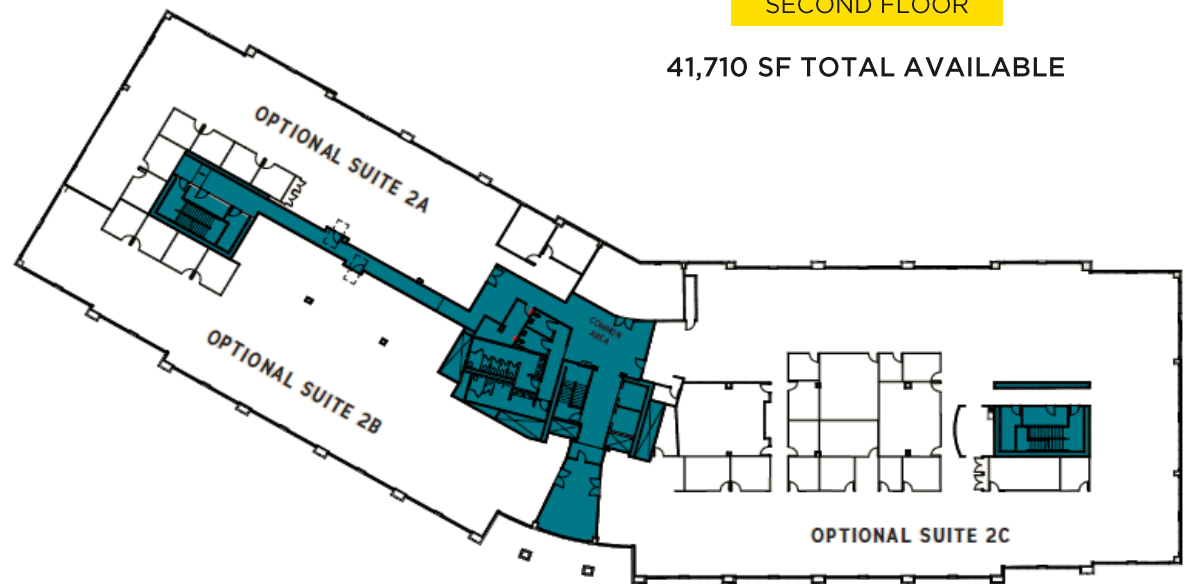 SECOND FLOOR
41,710 SF TOTAL AVAILABLE
OPTIONAL SUITE 2A
COMMON
AREA
OPTIONAL SUITE 2B
OPTIONAL SUITE 2C